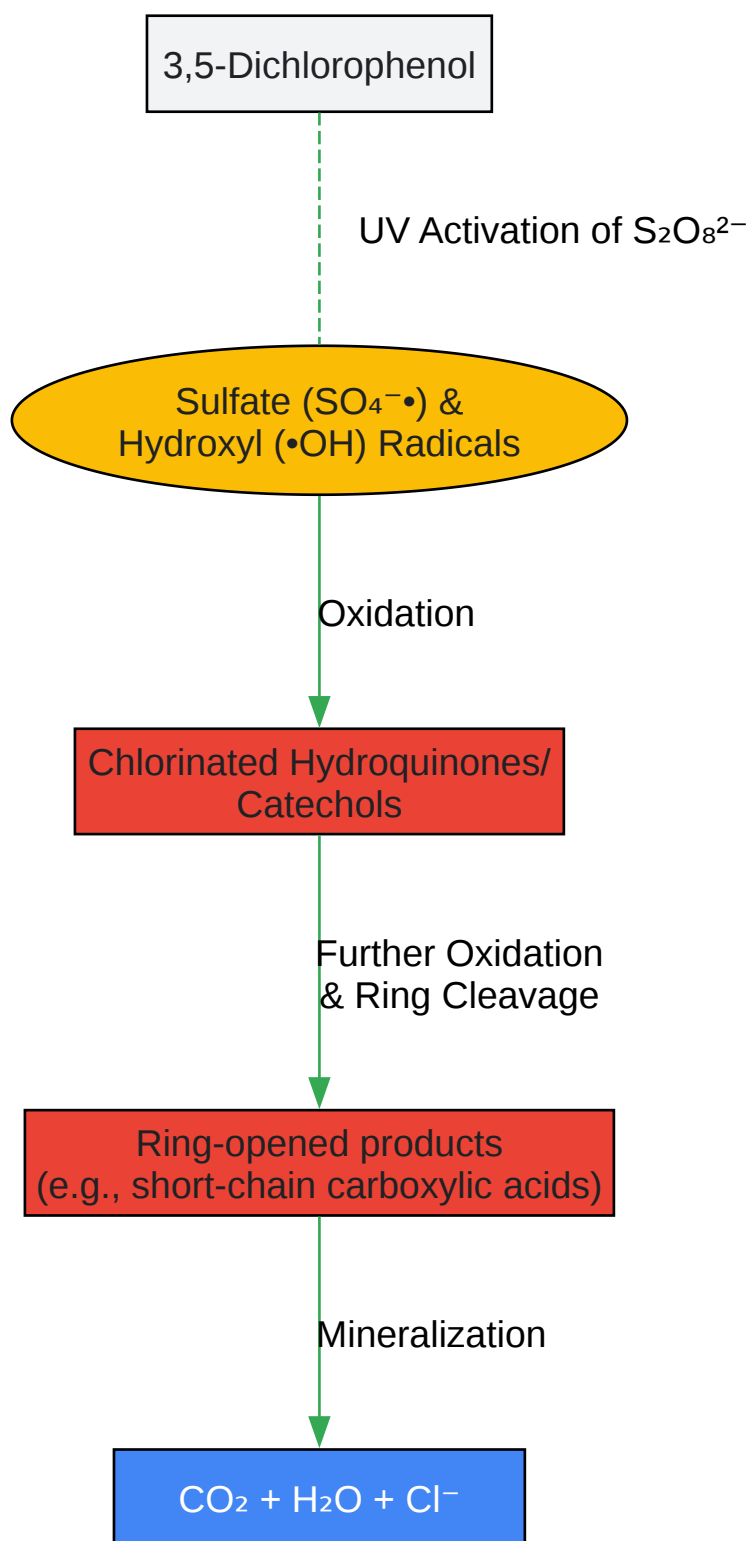 3,5-Dichlorophenol
UV Activation of S₂O₈²⁻
Sulfate (SO₄⁻•) &
Hydroxyl (•OH) Radicals
Oxidation
Chlorinated Hydroquinones/
Catechols
Further Oxidation
& Ring Cleavage
Ring-opened products
(e.g., short-chain carboxylic acids)
Mineralization
CO₂ + H₂O + Cl⁻